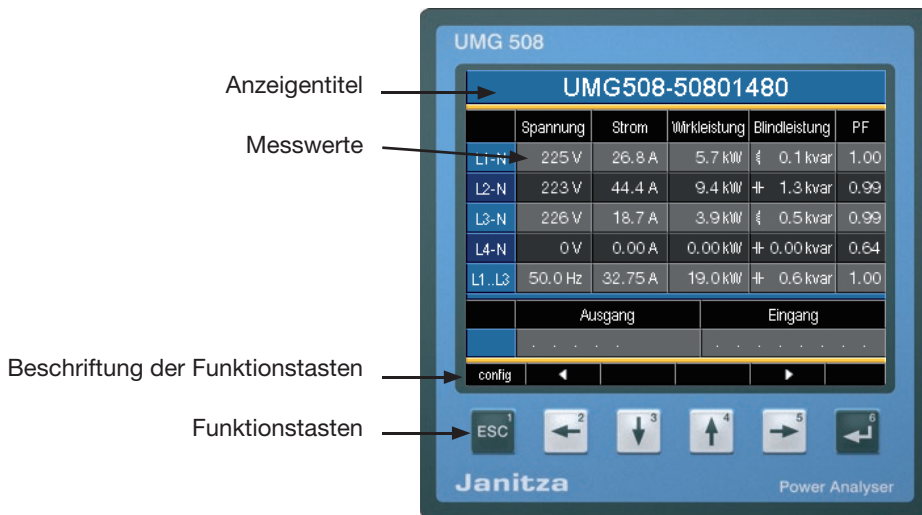 UMG 508
Anzeigentitel
UMG508-50801480
Spannung Strom Wirkleistung Blindleistung PF
Messwerte
L1-N 225 V 26.8 A 5.7 kW 0.1 kvar 1.00
L2-N 223 V 44.4 A 9.4 kW 1.3 kvar 0.99
L3-N 226 V 18.7 A 3.9 kW 0.5 kvar 0.99
L4-N 0 V 0.00 A 0.00 kW 0.00 kvar 0.64
L1..L3 50.0 Hz 32.75 A 19.0 kW 0.6 kvar 1.00
Ausgang Eingang
Beschriftung der Funktionstasten
config
Funktionstasten
ESC 1 2 3 4 5 6
Janitza Power Analyser